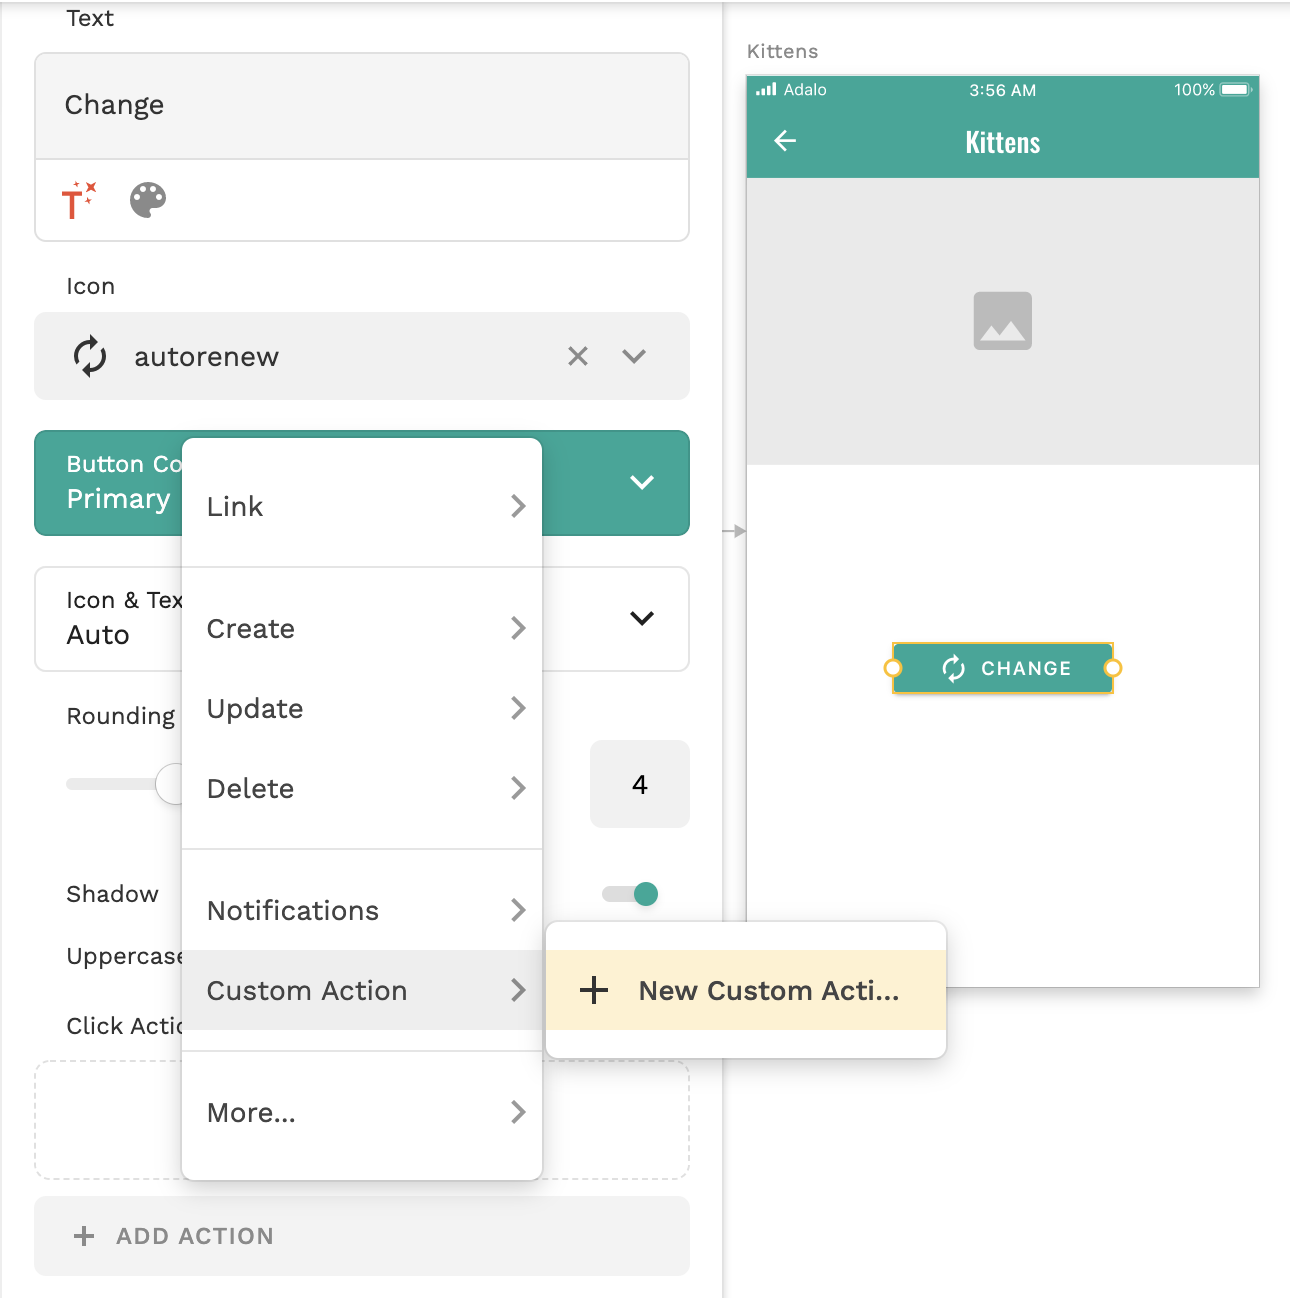 Text
Change
Icon
autorenew
Button Co
Primary
Icon & Tex
Auto
Rounding
4
Shadow
Uppercase
Click Actio
ADD ACTION
Link
Create
Update
Delete
Notifications
Custom Action
More...
New Custom Acti...
Kittens
Adalo
3:56 AM
100%
Kittens
CHANGE